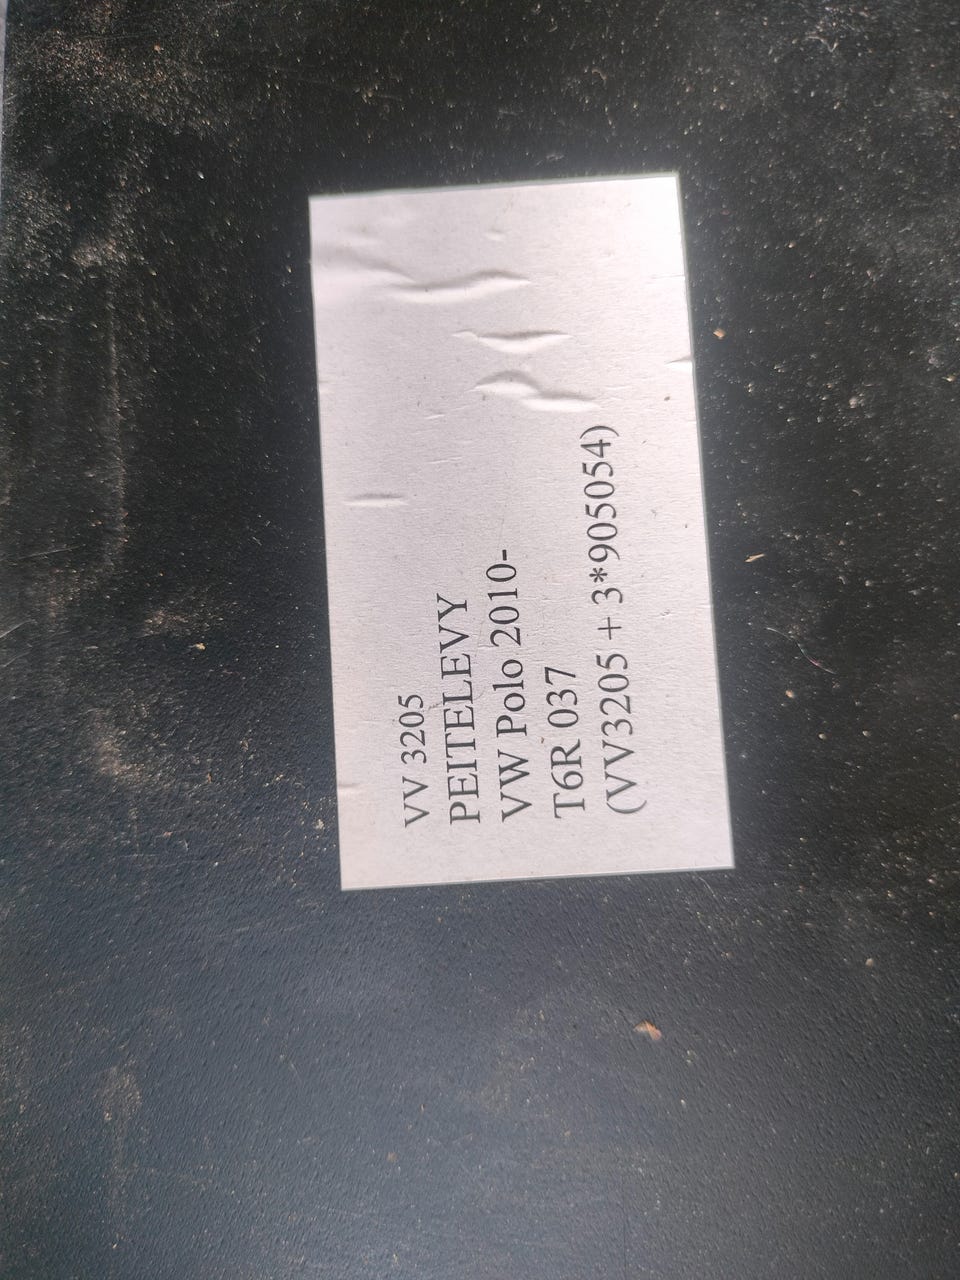 VV 3205
PEITELEVY
VW Polo 2010-
T6R 037
(VV3205 + 3*905054)